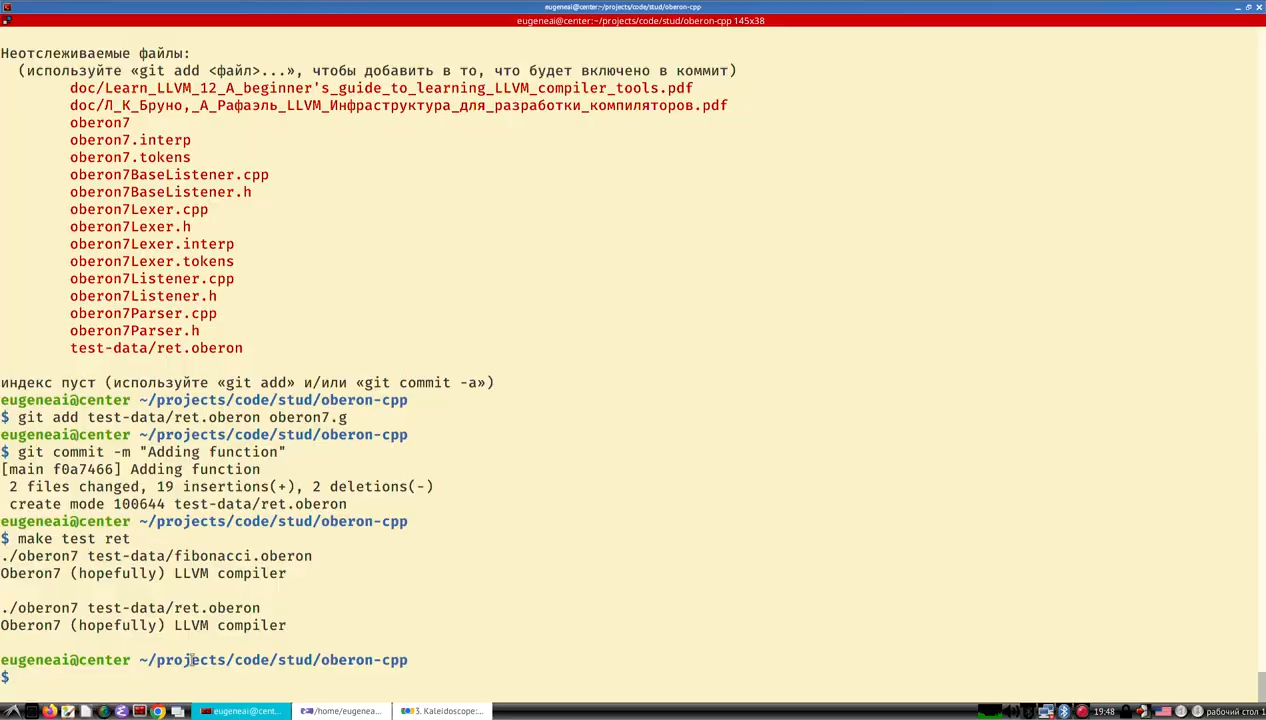 eugeneai@center:~/projects/code/stud/oberon-cpp
eugeneai@center:~/projects/code/stud/oberon-cpp 145x38
Неотслеживаемые файлы:
(используйте «git add <файл>...», чтобы добавить в то, что будет включено в коммит)
doc/Learn_LLVM_12_A_beginner's_guide_to_learning_LLVM_compiler_tools.pdf
doc/Л_К_Бруно,_А_Рафаэль_LLVM_Инфраструктура_для_разработки_компиляторов.pdf
oberon7
oberon7.interp
oberon7.tokens
oberon7BaseListener.cpp
oberon7BaseListener.h
oberon7Lexer.cpp
oberon7Lexer.h
oberon7Lexer.interp
oberon7Lexer.tokens
oberon7Listener.cpp
oberon7Listener.h
oberon7Parser.cpp
oberon7Parser.h
test-data/ret.oberon
индекс пуст (используйте «git add» и/или «git commit -a»)
eugeneai@center ~/projects/code/stud/oberon-cpp
$ git add test-data/ret.oberon oberon7.g
eugeneai@center ~/projects/code/stud/oberon-cpp
$ git commit -m "Adding function"
[main f0a7466] Adding function
2 files changed, 19 insertions(+), 2 deletions(-)
create mode 100644 test-data/ret.oberon
eugeneai@center ~/projects/code/stud/oberon-cpp
$ make test ret
./oberon7 test-data/fibonacci.oberon
Oberon7 (hopefully) LLVM compiler
./oberon7 test-data/ret.oberon
Oberon7 (hopefully) LLVM compiler
eugeneai@center ~/projects/code/stud/oberon-cpp
$
eugeneai@cent... /home/eugenea... 3. Kaleidoscope:... 19:48 рабочий стол 1